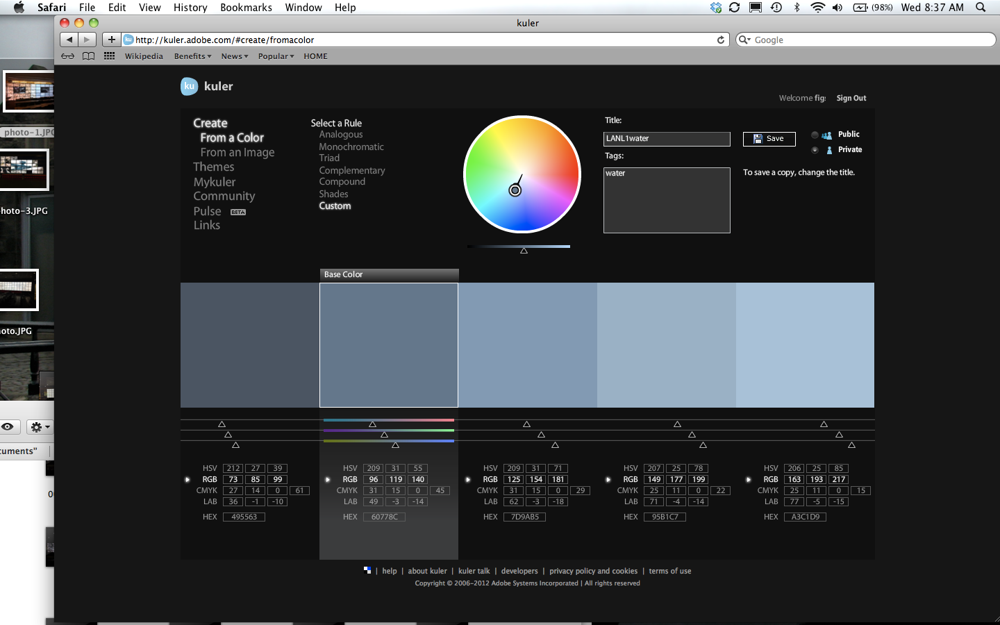 Safari File Edit View History Bookmarks Window Help (98%) Wed 8:37 AM
kuler
http://kuler.adobe.com/#create/fromacolor
Google
Wikipedia Benefits News Popular HOME
ku kuler
Welcome fig: Sign Out
Create
From a Color
From an Image
Themes
Mykuler
Community
Pulse BETA
Links
Select a Rule
Analogous
Monochromatic
Triad
Complementary
Compound
Shades
Custom
Title:
LANL1water
Tags:
water
Save
Public
Private
To save a copy, change the title.
Base Color
HSV 212 27 39
RGB 73 85 99
CMYK 27 14 0 61
LAB 36 -1 -10
HEX 495563
HSV 209 31 55
RGB 96 119 140
CMYK 31 15 0 45
LAB 49 -3 -14
HEX 60778C
HSV 209 31 71
RGB 125 154 181
CMYK 31 15 0 29
LAB 62 -3 -18
HEX 7D9AB5
HSV 207 25 78
RGB 149 177 199
CMYK 25 11 0 22
LAB 71 -4 -14
HEX 95B1C7
HSV 206 25 85
RGB 163 193 217
CMYK 25 11 0 15
LAB 77 -5 -15
HEX A3C1D9
| help | about kuler | kuler talk | developers | privacy policy and cookies | terms of use
Copyright © 2006-2012 Adobe Systems Incorporated | All rights reserved
photo-1.JPG
hoto-3.JPG
oto.JPG
cuments"